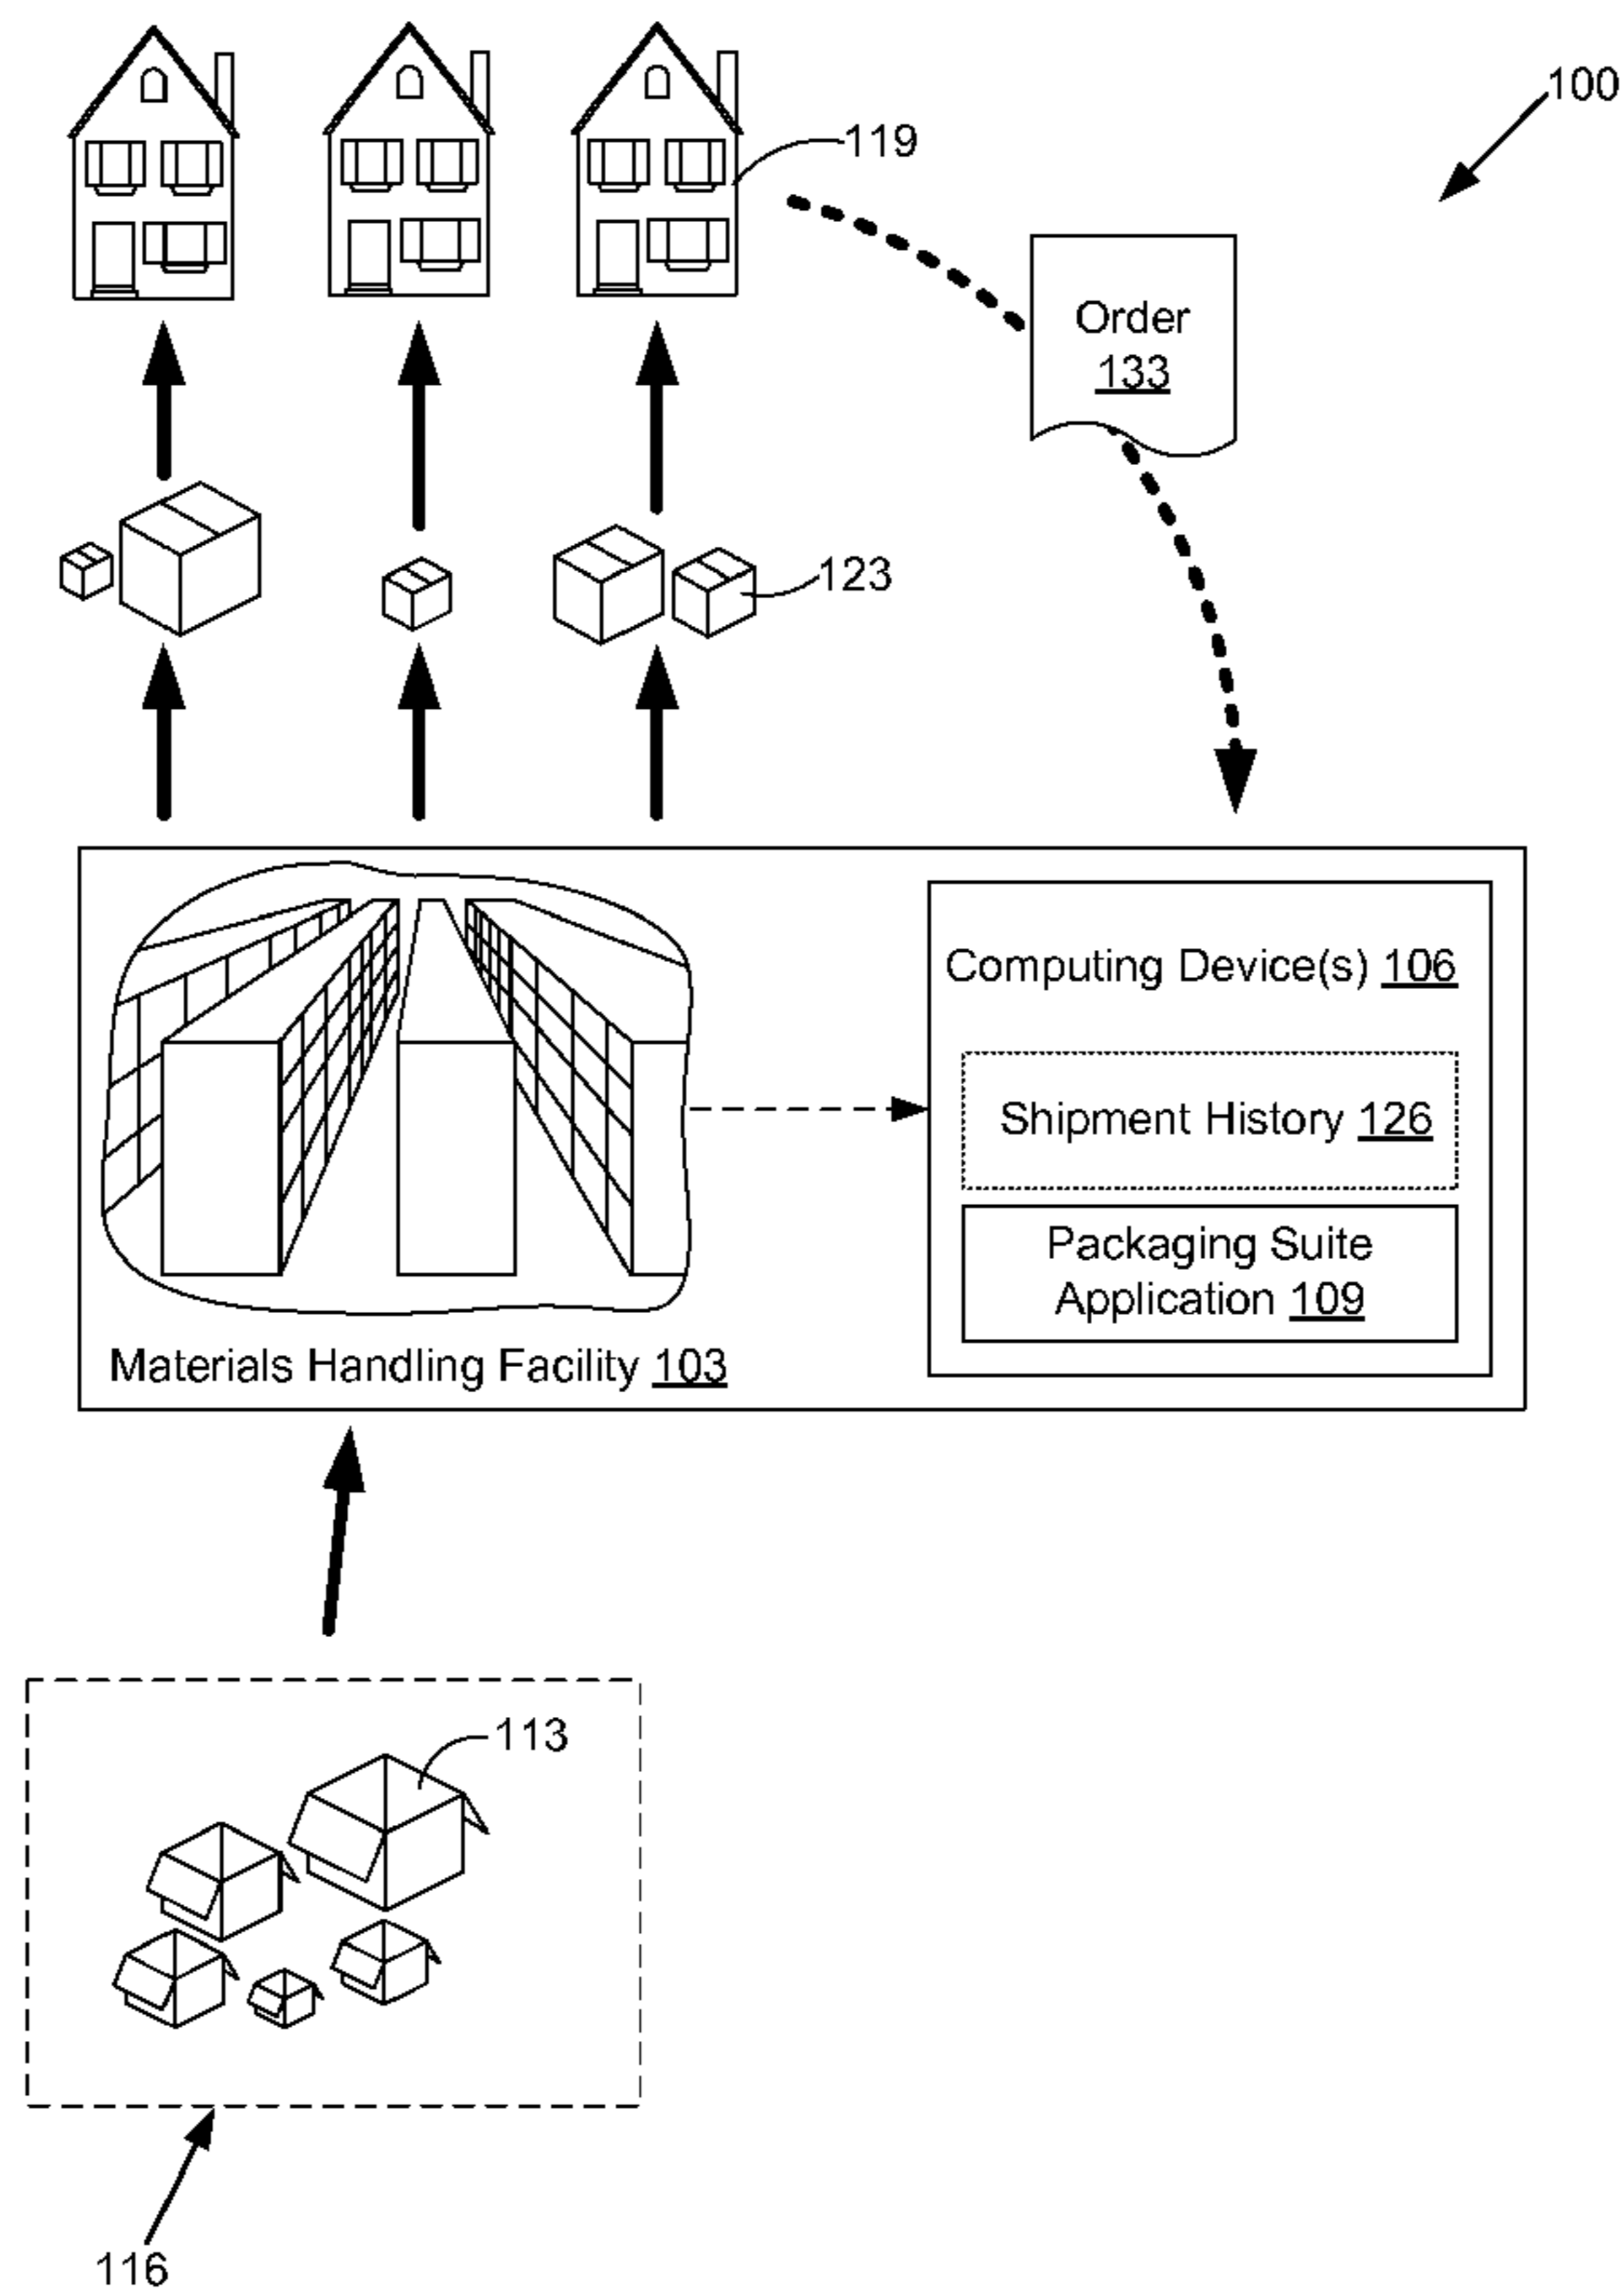 100
119
Order
133
123
Computing Device(s) 106
Shipment History 126
Packaging Suite
Application 109
Materials Handling Facility 103
113
116